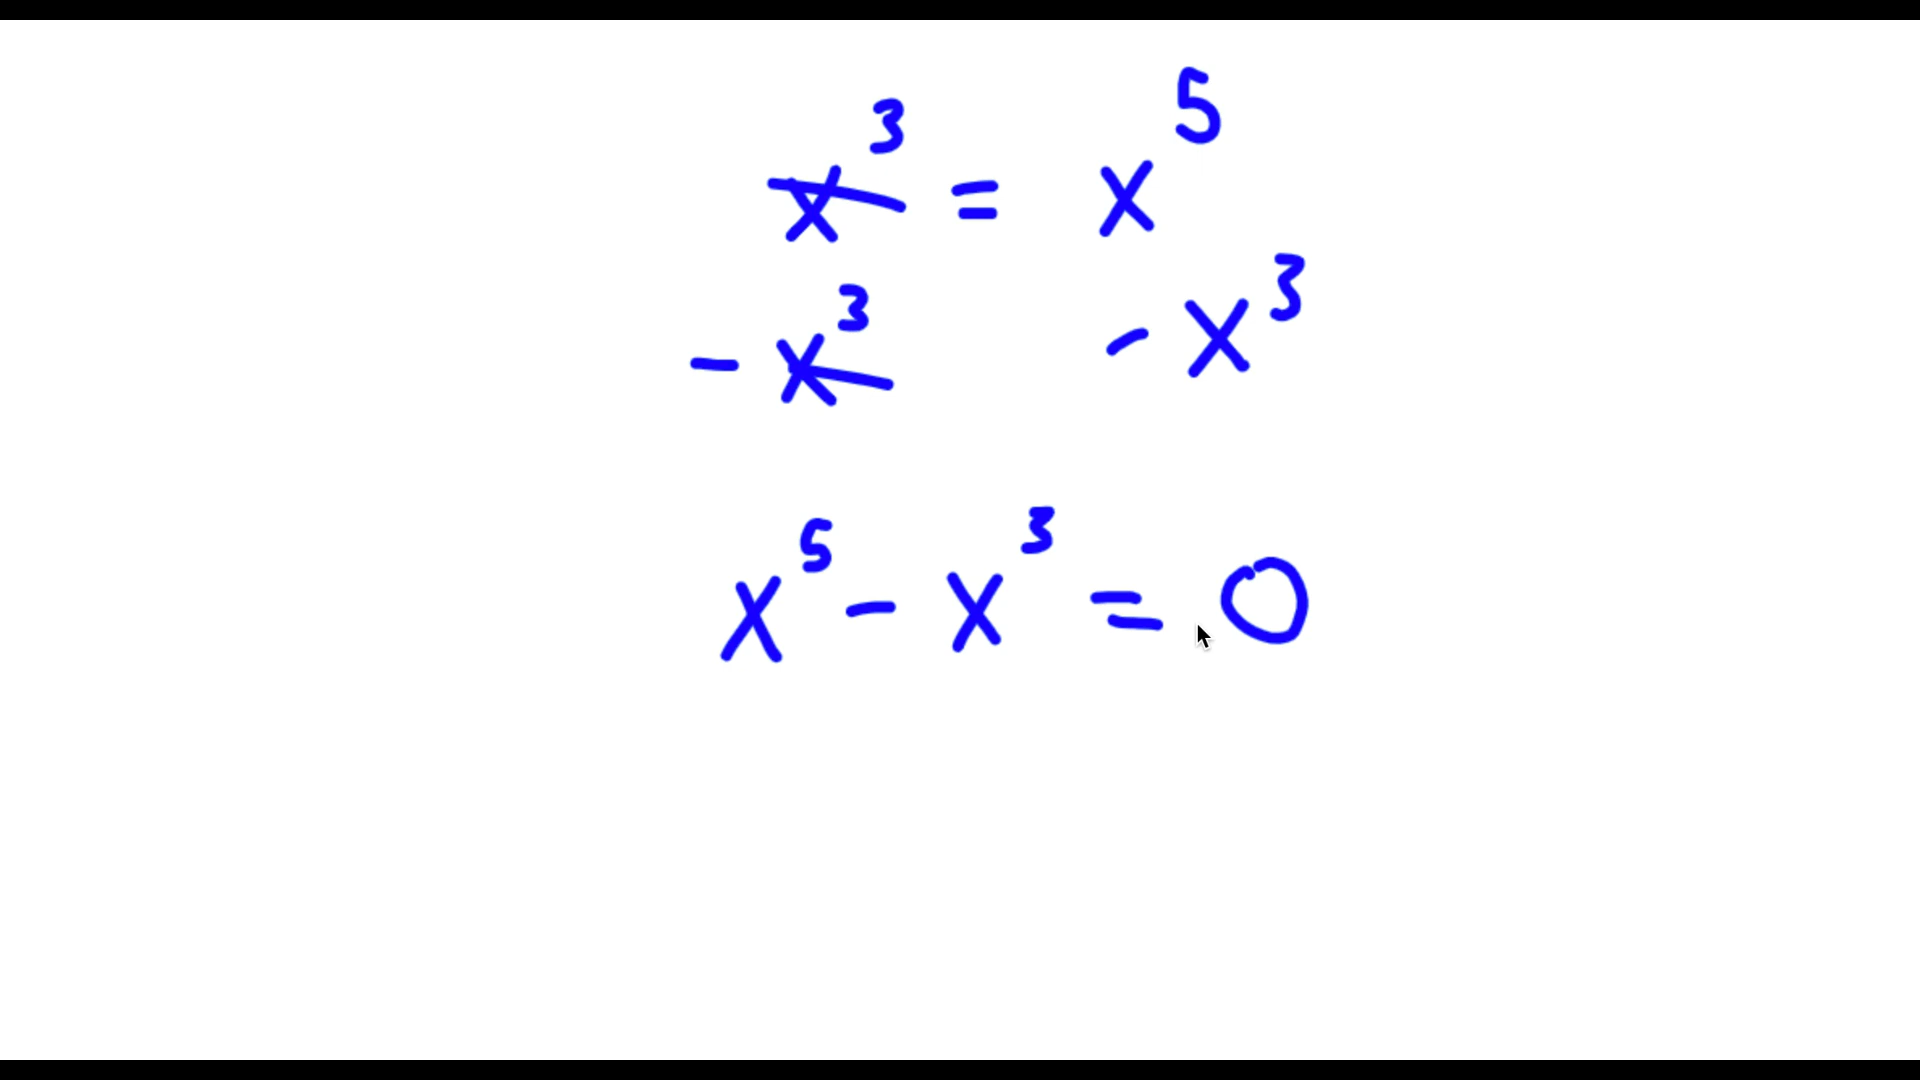 x³ = x⁵
- x³ - x³
x⁵ - x³ = 0